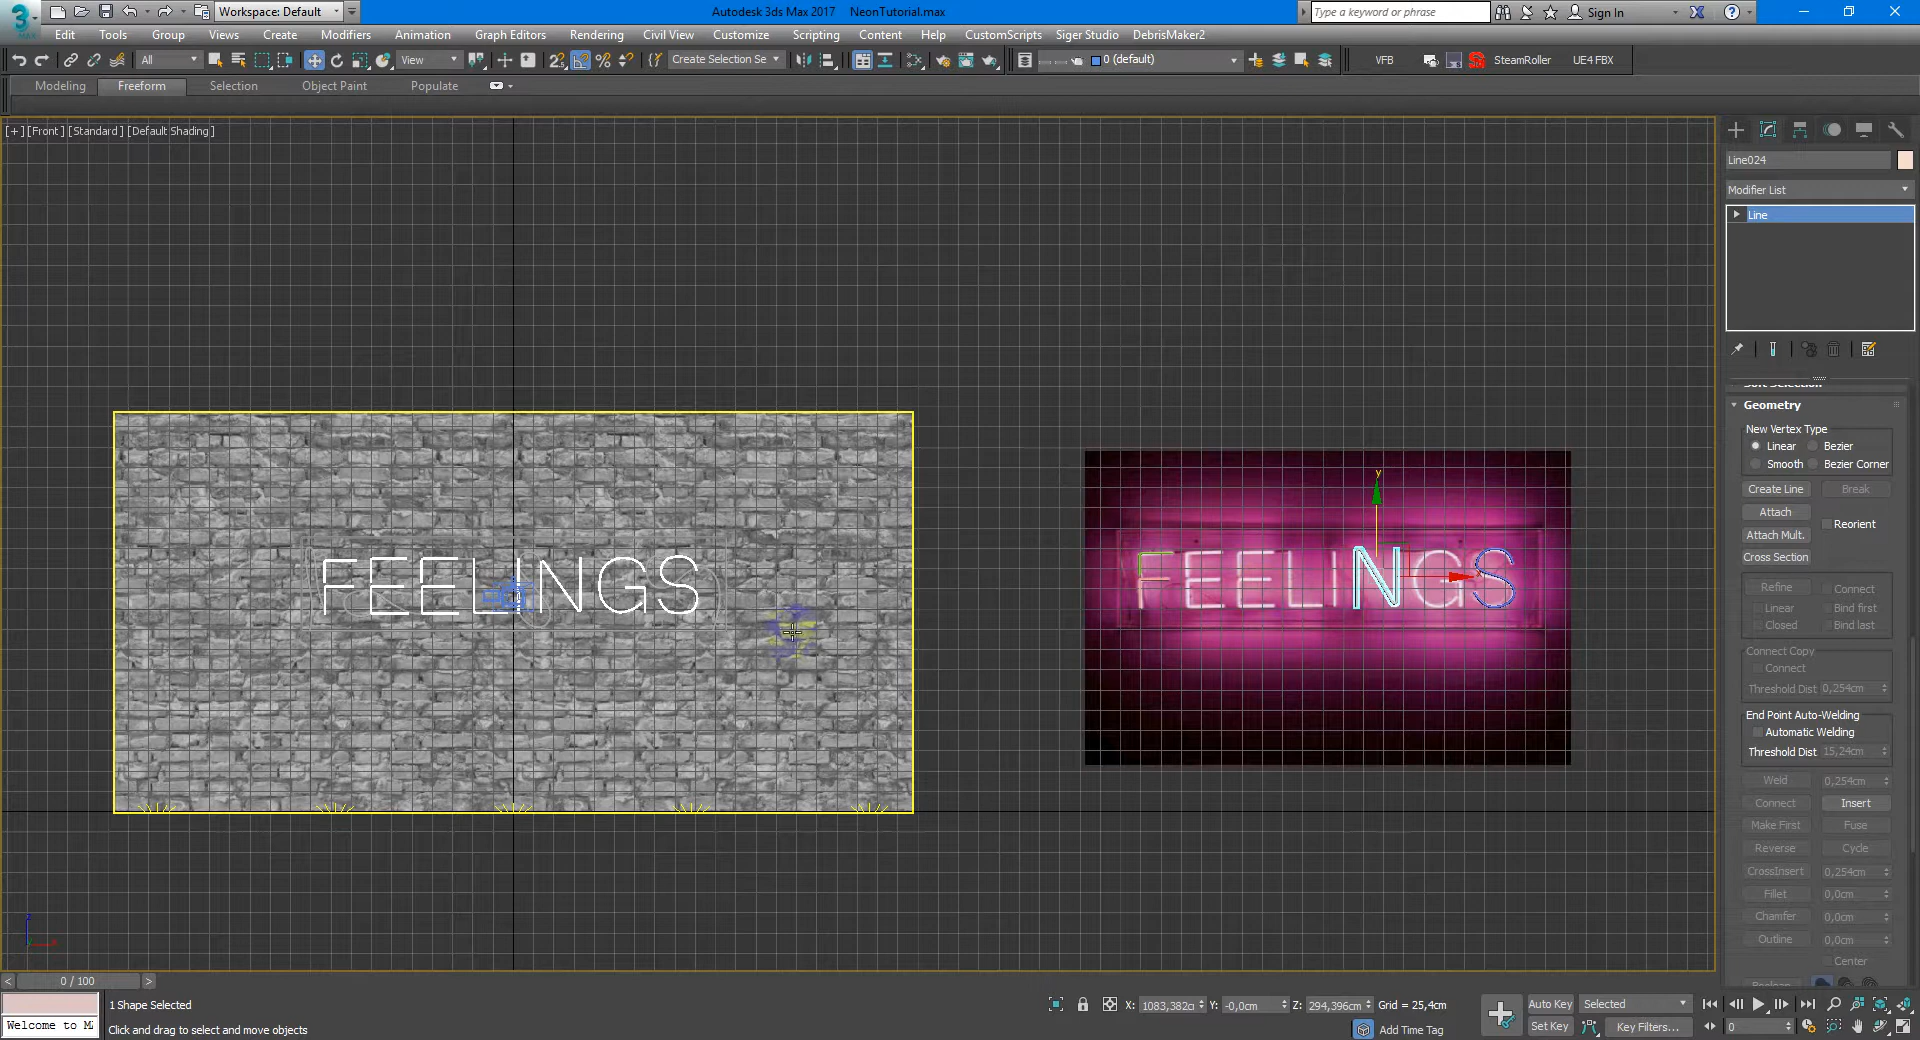 Workspace: Default
Autodesk 3ds Max 2017 NeonTutorial.max
Type a keyword or phrase
Sign In
3
MAX
Edit Tools Group Views Create Modifiers Animation Graph Editors Rendering Civil View Customize Scripting Content Help CustomScripts Siger Studio DebrisMaker2
All
View
Create Selection Se
0 (default)
VFB
SteamRoller
UE4 FBX
Modeling Freeform Selection Object Paint Populate
[+] [Front] [Standard] [Default Shading]
Line024
Modifier List
Line
Geometry
New Vertex Type
Linear Bezier
Smooth Bezier Corner
Create Line Break
Attach
Reorient
Attach Mult.
Cross Section
Refine Connect
Linear Bind first
Closed Bind last
Connect Copy
Connect
Threshold Dist 0,254cm
End Point Auto-Welding
Automatic Welding
Threshold Dist 15,24cm
Weld 0,254cm
Connect Insert
Make First Fuse
Reverse Cycle
CrossInsert 0,254cm
Fillet 0,0cm
Chamfer 0,0cm
Outline 0,0cm
Center
FEELINGS
y
FEELINGS
z
x
< 0 / 100 >
1 Shape Selected
X: 1083,382c Y: -0,0cm Z: 294,396cm Grid = 25,4cm
Auto Key Selected
Welcome to M
Click and drag to select and move objects
Add Time Tag
Set Key Key Filters...
0